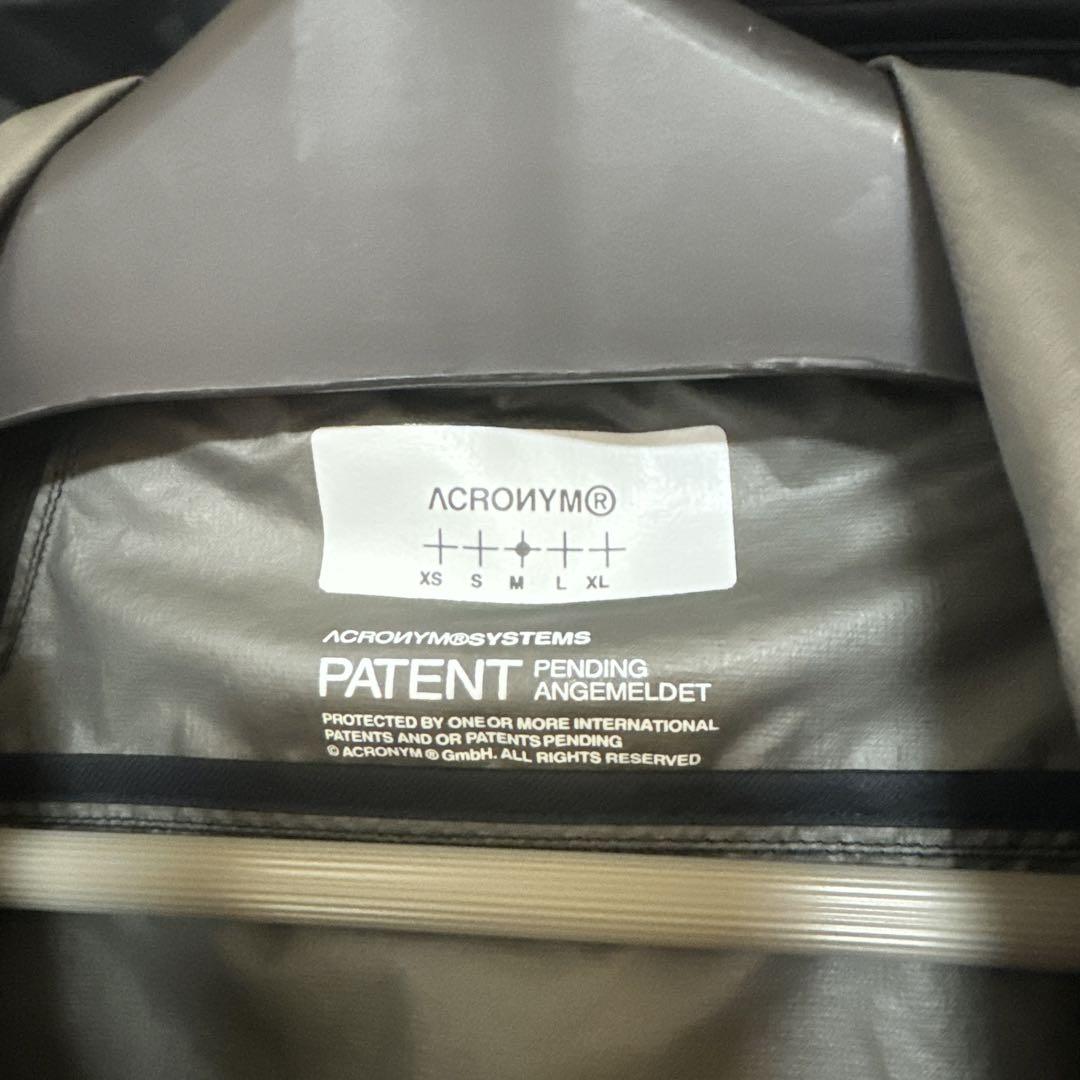 ACRONYM®
XS S M L XL
ACRONYM®SYSTEMS
PATENT PENDING
ANGEMELDET
PROTECTED BY ONE OR MORE INTERNATIONAL
PATENTS AND OR PATENTS PENDING
© ACRONYM® GmbH. ALL RIGHTS RESERVED